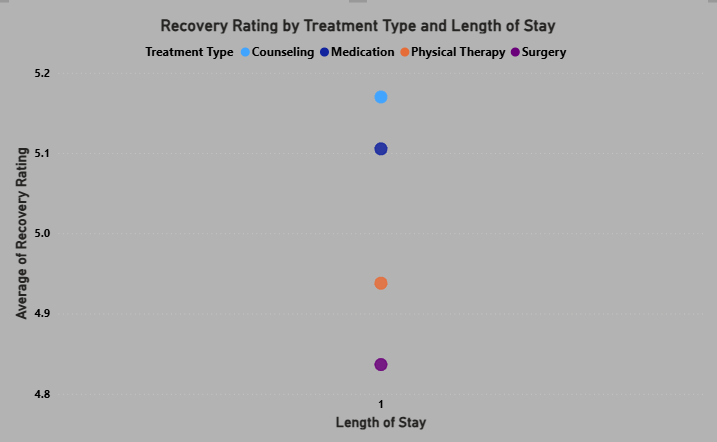 Recovery Rating by Treatment Type and Length of Stay
Treatment Type Counseling Medication Physical Therapy Surgery
Average of Recovery Rating
5.2
5.1
5.0
4.9
4.8
1
Length of Stay